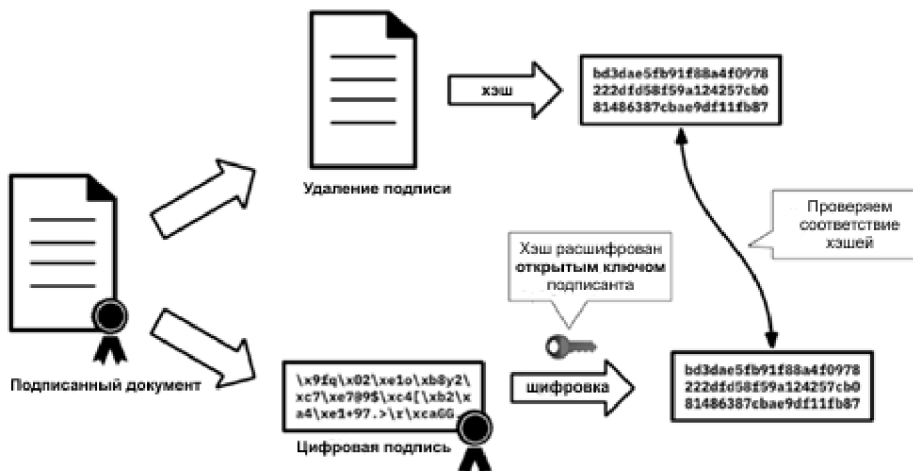 хэш
bd3dae5fb91f88a4f0978
222dfd58f59a124257cb0
81486387cbae9df11fb87
Удаление подписи
Проверяем
соответствие
хэшей
Хэш расшифрован
открытым ключом
подписанта
Подписанный документ
\x9fq\x02\xe1o\xb8y2\
xc7\xe7@9$\xc4[\xb2\x
a4\xe1+97.>\r\xcaGG.
Цифровая подпись
шифровка
bd3dae5fb91f88a4f0978
222dfd58f59a124257cb0
81486387cbae9df11fb87